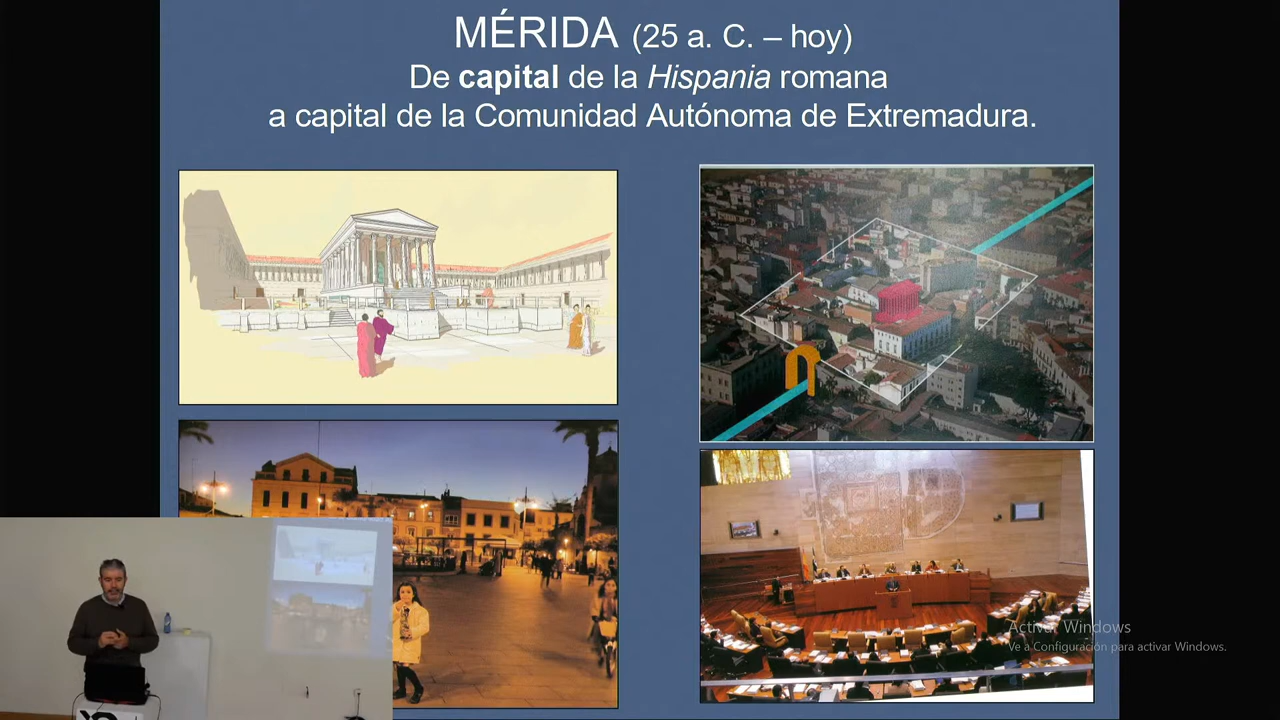 MÉRIDA (25 a. C. – hoy)
De capital de la Hispania romana
a capital de la Comunidad Autónoma de Extremadura.
Activar Windows
Ve a Configuración para activar Windows.